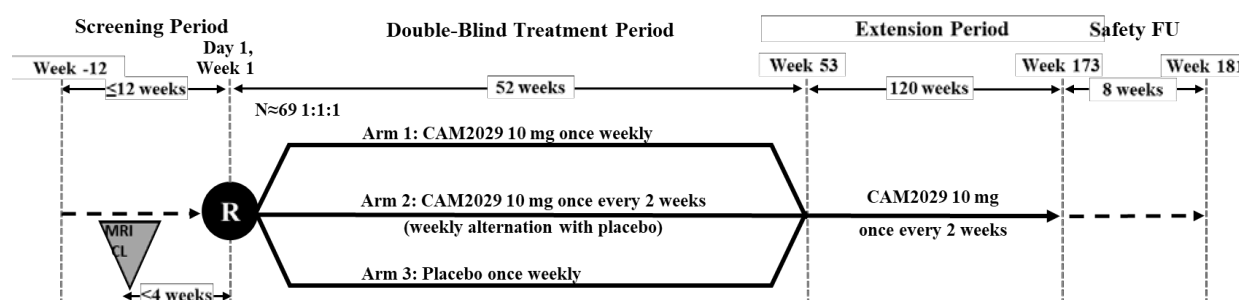 Screening Period
Double-Blind Treatment Period
Extension Period
Safety FU
Day 1,
Week 1
Week -12
Week 53
Week 173
Week 181
≤12 weeks
52 weeks
120 weeks
8 weeks
N≈69 1:1:1
Arm 1: CAM2029 10 mg once weekly
R
Arm 2: CAM2029 10 mg once every 2 weeks
(weekly alternation with placebo)
CAM2029 10 mg
once every 2 weeks
MRI
CL
Arm 3: Placebo once weekly
≤4 weeks